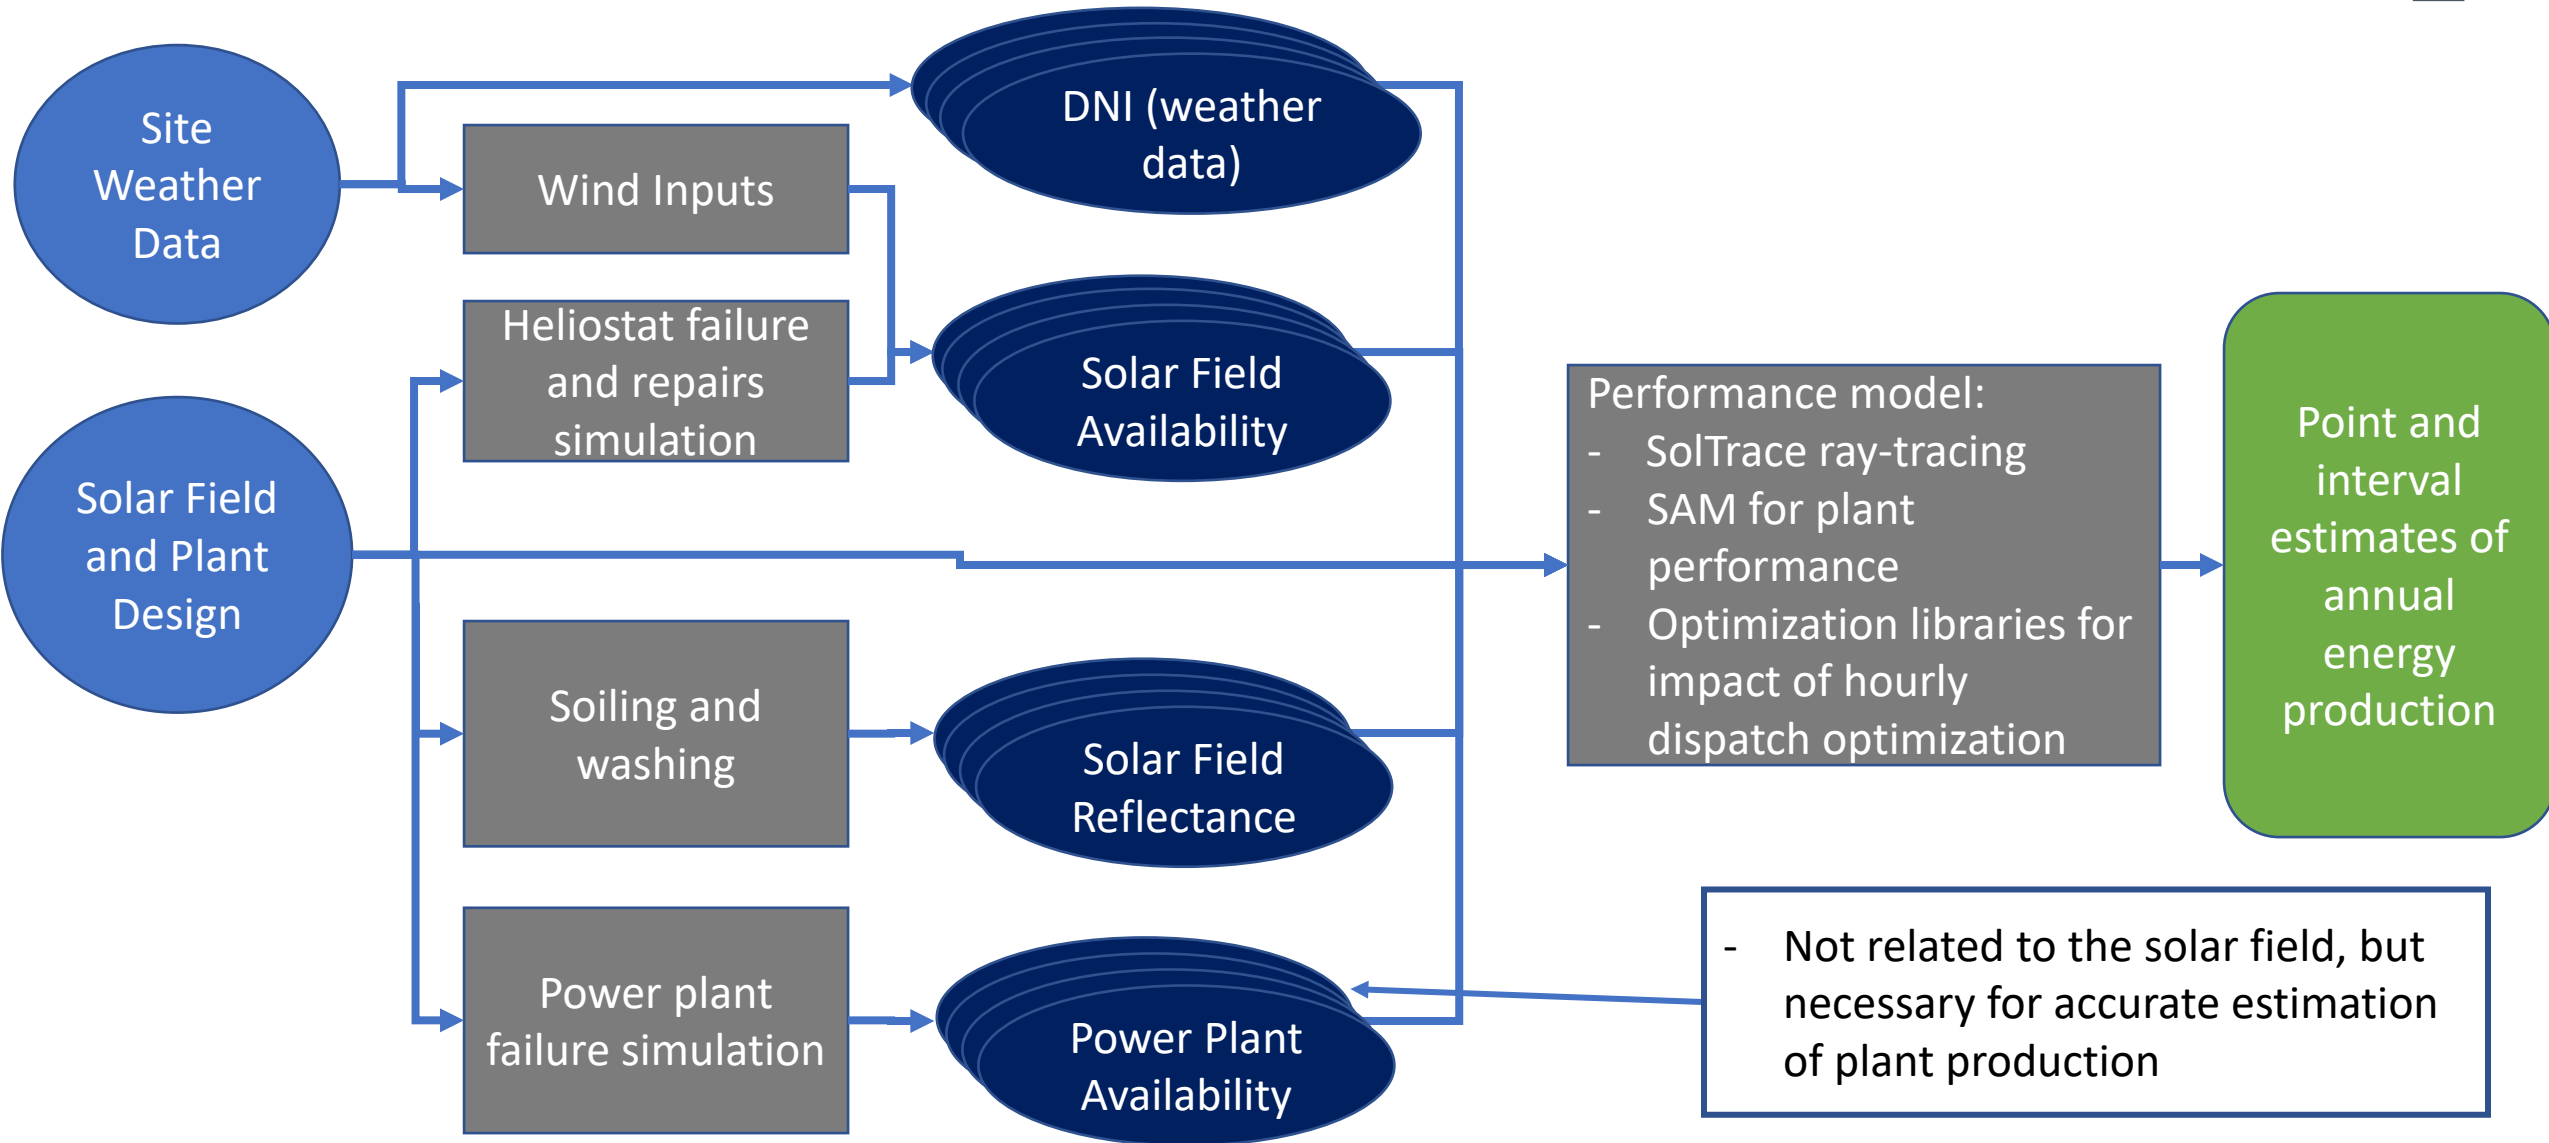 Site
Weather
Data
Solar Field
and Plant
Design
Wind Inputs
Heliostat failure
and repairs
simulation
Soiling and
washing
Power plant
failure simulation
DNI (weather
data)
Solar Field
Availability
Solar Field
Reflectance
Power Plant
Availability
Performance model:
- SolTrace ray-tracing
- SAM for plant
performance
- Optimization libraries for
impact of hourly
dispatch optimization
Point and
interval
estimates of
annual
energy
production
- Not related to the solar field, but
necessary for accurate estimation
of plant production